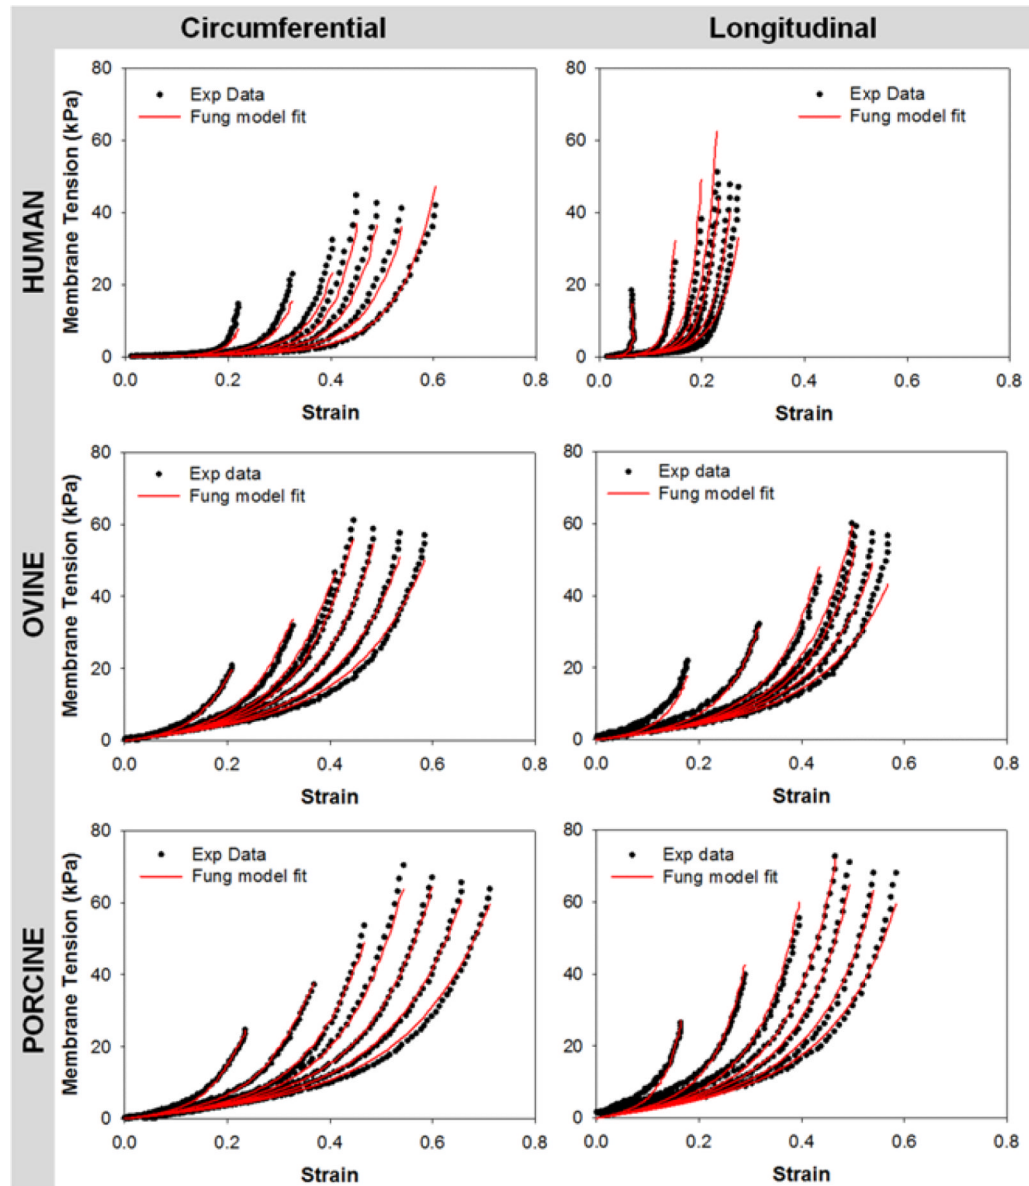 Circumferential Longitudinal
HUMAN
Membrane Tension (kPa)
80
60
40
20
0
Exp Data
Fung model fit
0.0 0.2 0.4 0.6 0.8
Strain
80
60
40
20
0
Exp Data
Fung model fit
0.0 0.2 0.4 0.6 0.8
Strain
OVINE
Membrane Tension (kPa)
80
60
40
20
0
Exp data
Fung model fit
0.0 0.2 0.4 0.6 0.8
Strain
80
60
40
20
0
Exp data
Fung model fit
0.0 0.2 0.4 0.6 0.8
Strain
PORCINE
Membrane Tension (kPa)
80
60
40
20
0
Exp Data
Fung model fit
0.0 0.2 0.4 0.6 0.8
Strain
80
60
40
20
0
Exp data
Fung model fit
0.0 0.2 0.4 0.6 0.8
Strain